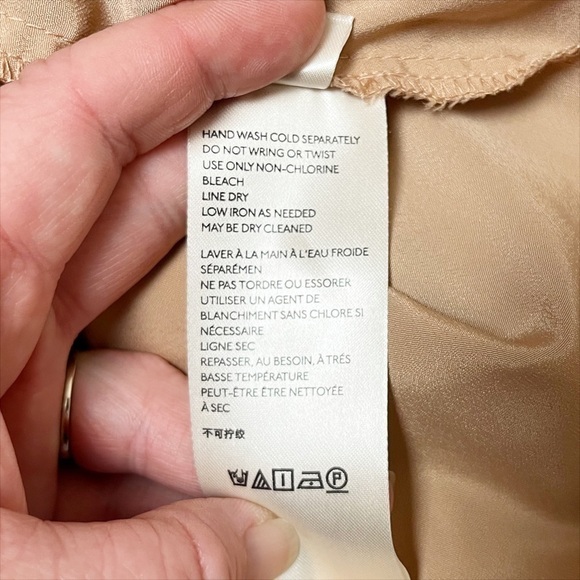 HAND WASH COLD SEPARATELY
DO NOT WRING OR TWIST
USE ONLY NON-CHLORINE
BLEACH
LINE DRY
LOW IRON AS NEEDED
MAY BE DRY CLEANED
LAVER À LA MAIN À L'EAU FROIDE
SÉPARÉMEN
NE PAS TORDRE OU ESSORER
UTILISER UN AGENT DE
BLANCHIMENT SANS CHLORE SI
NÉCESSAIRE
LIGNE SEC
REPASSER, AU BESOIN, À TRÉS
BASSE TEMPÉRATURE
PEUT-ÊTRE ÊTRE NETTOYÉE
À SEC
不可拧绞
P